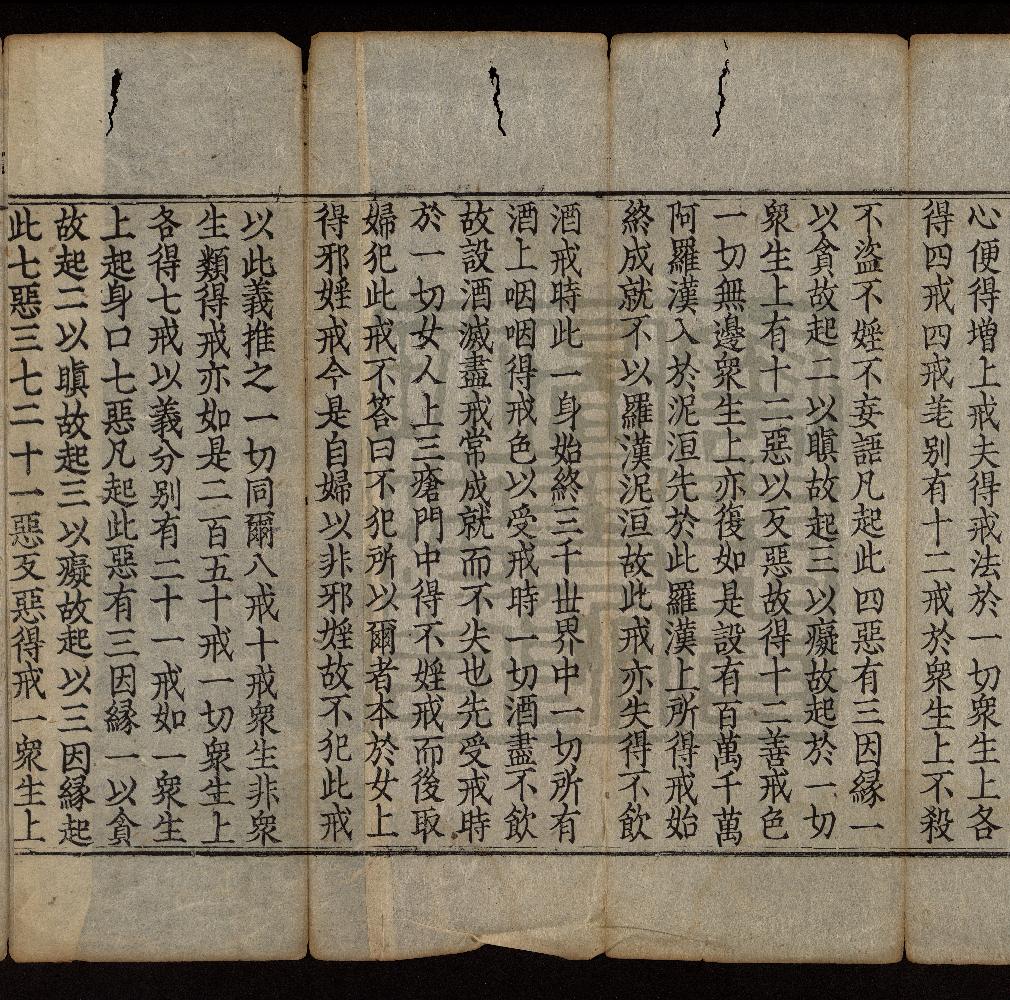 心便得增上戒夫得戒法於一切衆生上各
得四戒四戒差别有十二戒於衆生上不殺
不盜不婬不妄語凡起此四惡有三因縁一
以貪故起二以瞋故起三以癡故起於一切
衆生上有十二惡以反惡故得十二善戒色
一切無邊衆生上亦復如是設有百萬千萬
阿羅漢入於泥洹先於此羅漢上所得戒始
終成就不以羅漢泥洹故此戒亦失得不飲
酒戒時此一身始終三千世界中一切所有
酒上咽咽得戒色以受戒時一切酒盡不飲
故設酒滅盡戒常成就而不失也先受戒時
於一切女人上三瘡門中得不婬戒而後取
婦犯此戒不答曰不犯所以爾者本於女上
得邪婬戒今是自婦以非邪婬故不犯此戒
以此義推之一切同爾八戒十戒衆生非衆
生類得戒亦如是二百五十戒一切衆生上
各得七戒以義分别有二十一戒如一衆生
上起身口七惡凡起此惡有三因縁一以貪
故起二以瞋故起三以癡故起以三因縁起
此七惡三七二十一惡反惡得戒一衆生上